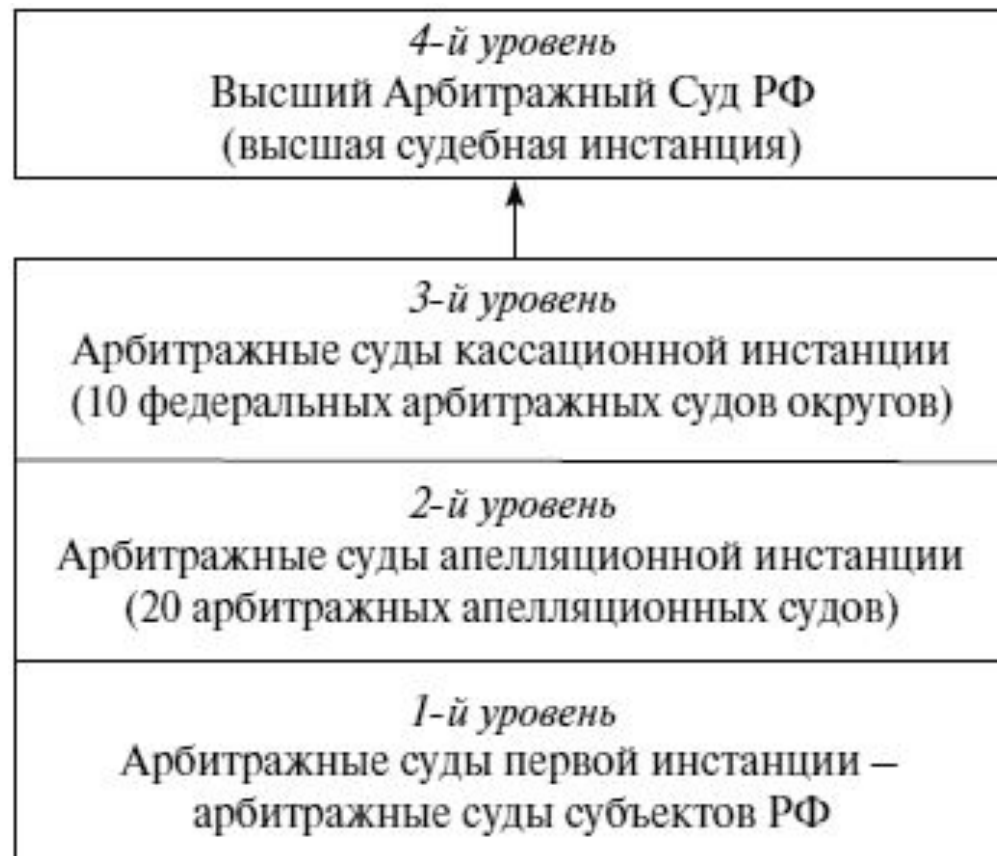 4-й уровень
Высший Арбитражный Суд РФ
(высшая судебная инстанция)
3-й уровень
Арбитражные суды кассационной инстанции
(10 федеральных арбитражных судов округов)
2-й уровень
Арбитражные суды апелляционной инстанции
(20 арбитражных апелляционных судов)
1-й уровень
Арбитражные суды первой инстанции –
арбитражные суды субъектов РФ